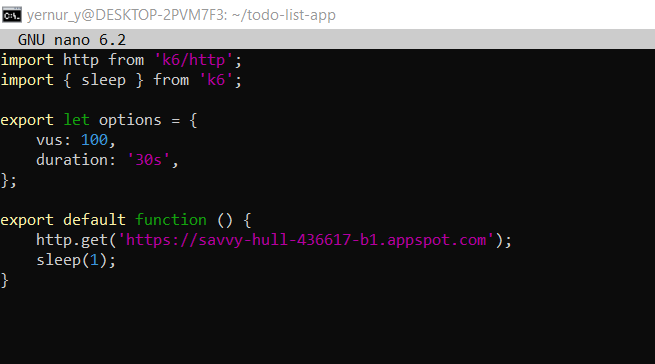 yernur_y@DESKTOP-2PVM7F3: ~/todo-list-app
GNU nano 6.2
import http from 'k6/http';
import { sleep } from 'k6';
export let options = {
    vus: 100,
    duration: '30s',
};
export default function () {
    http.get('https://savvy-hull-436617-b1.appspot.com');
    sleep(1);
}